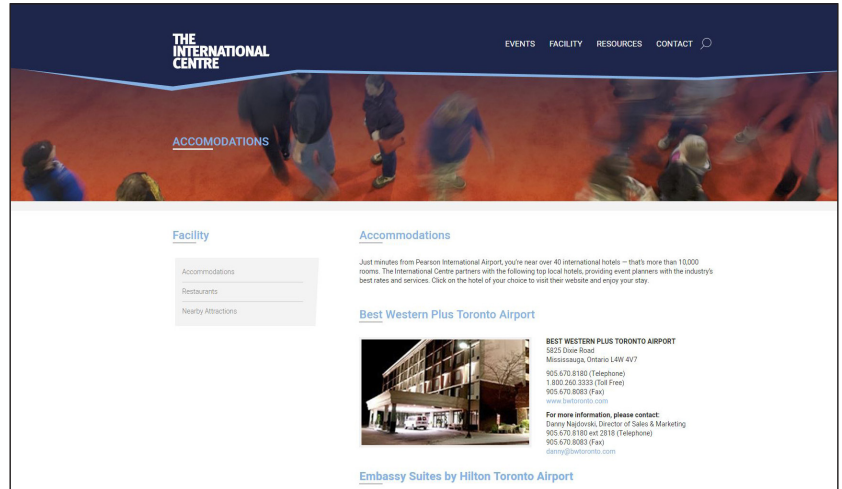 THE
INTERNATIONAL
CENTRE
EVENTS FACILITY RESOURCES CONTACT
ACCOMODATIONS
Facility
Accommodations
Restaurants
Nearby Attractions
Accommodations
Just minutes from Pearson International Airport, you're near over 40 international hotels — that's more than 10,000
rooms. The International Centre partners with the following top local hotels, providing event planners with the industry's
best rates and services. Click on the hotel of your choice to visit their website and enjoy your stay.
Best Western Plus Toronto Airport
BEST WESTERN PLUS TORONTO AIRPORT
5825 Dixie Road
Mississauga, Ontario L4W 4V7
905.670.8180 (Telephone)
1.800.260.3333 (Toll Free)
905.670.8083 (Fax)
www.bwtoronto.com
For more information, please contact:
Danny Najdovski, Director of Sales & Marketing
905.670.8180 ext 2818 (Telephone)
905.670.8083 (Fax)
danny@bwtoronto.com
Embassy Suites by Hilton Toronto Airport